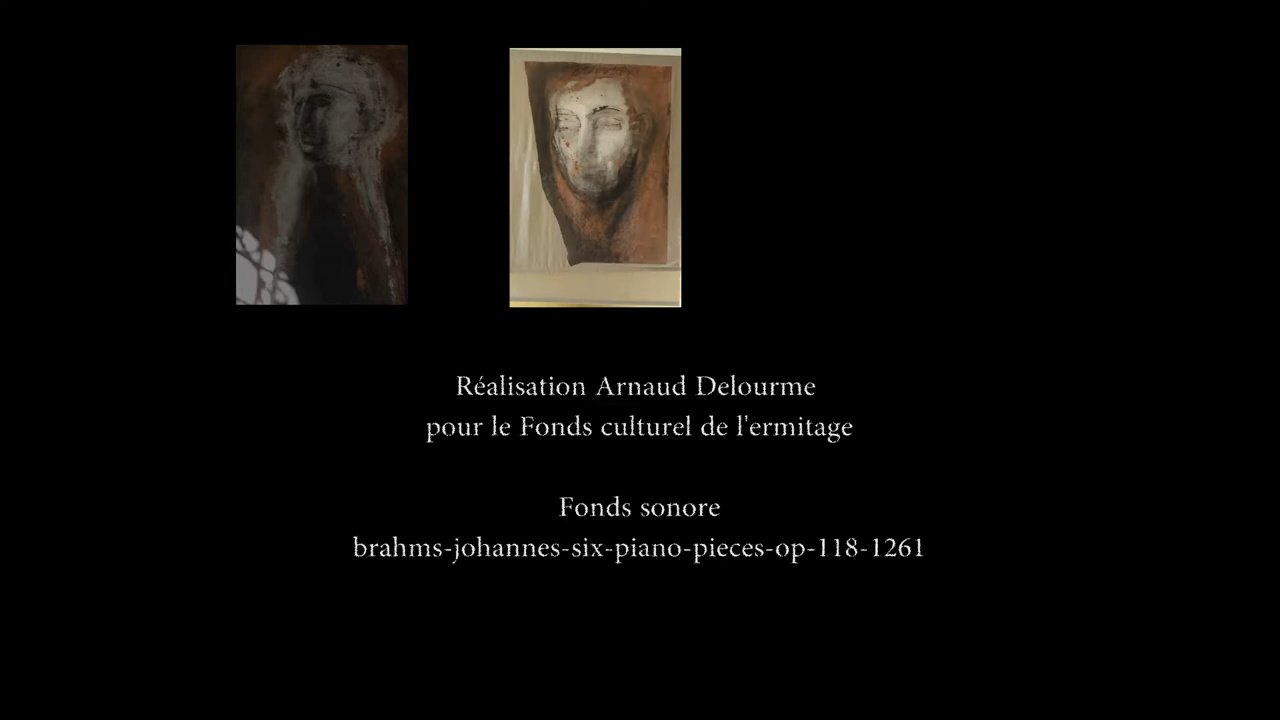 Réalisation Arnaud Delourme
pour le Fonds culturel de l'ermitage
Fonds sonore
brahms-johannes-six-piano-pieces-op-118-1261